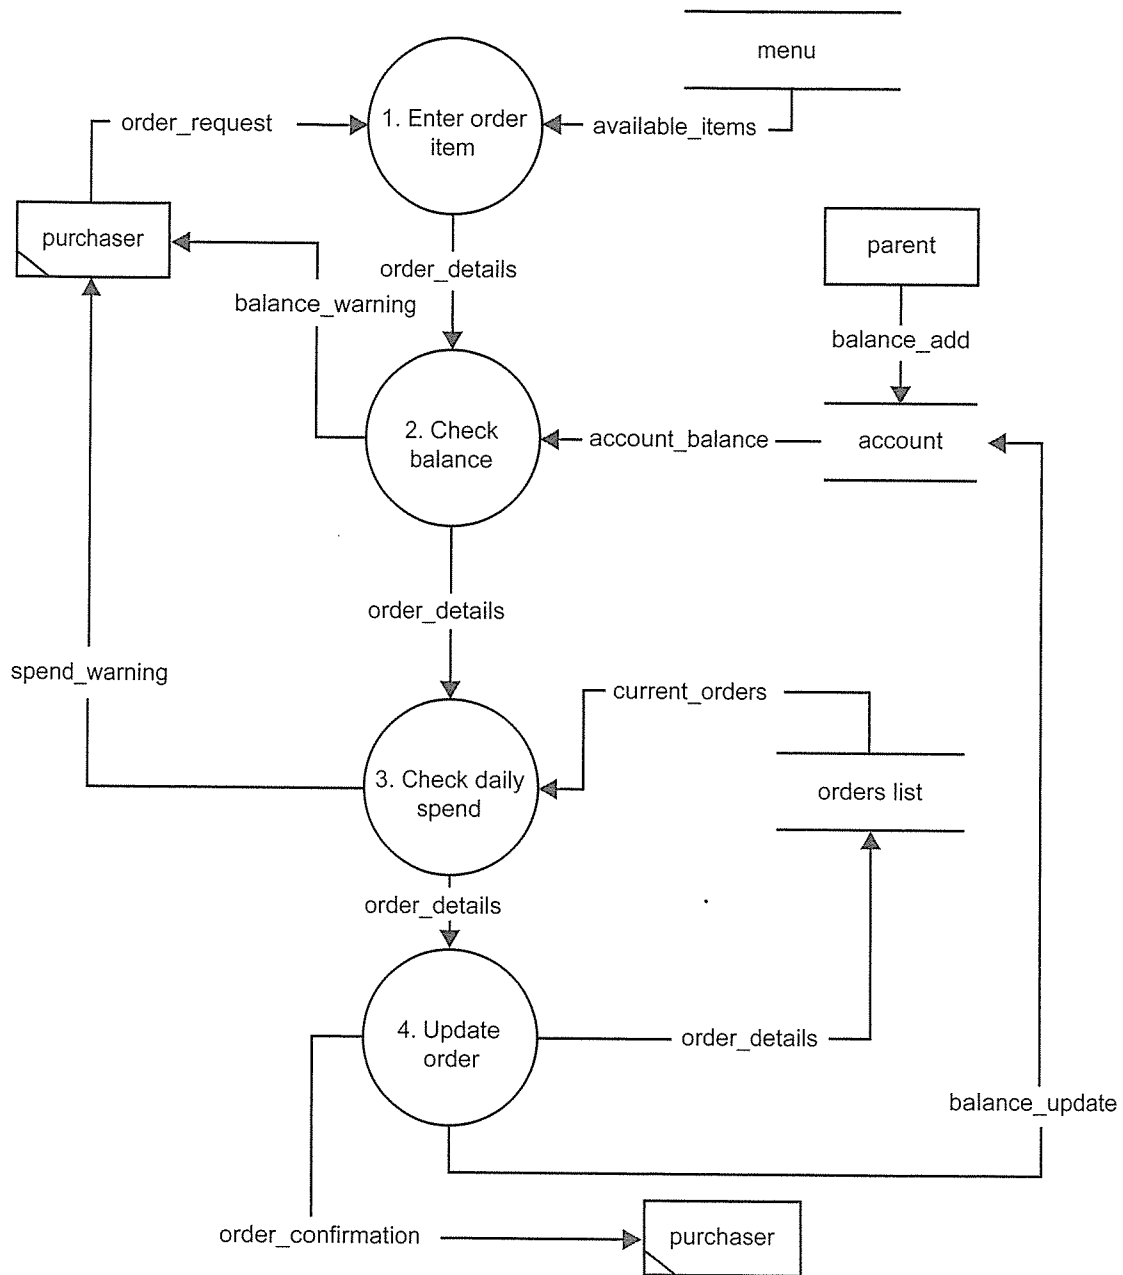 menu
order_request
1. Enter order
item
available_items
purchaser
parent
order_details
balance_warning
balance_add
2. Check
balance
account_balance
account
order_details
spend_warning
current_orders
3. Check daily
spend
orders list
order_details
4. Update
order
order_details
balance_update
order_confirmation
purchaser